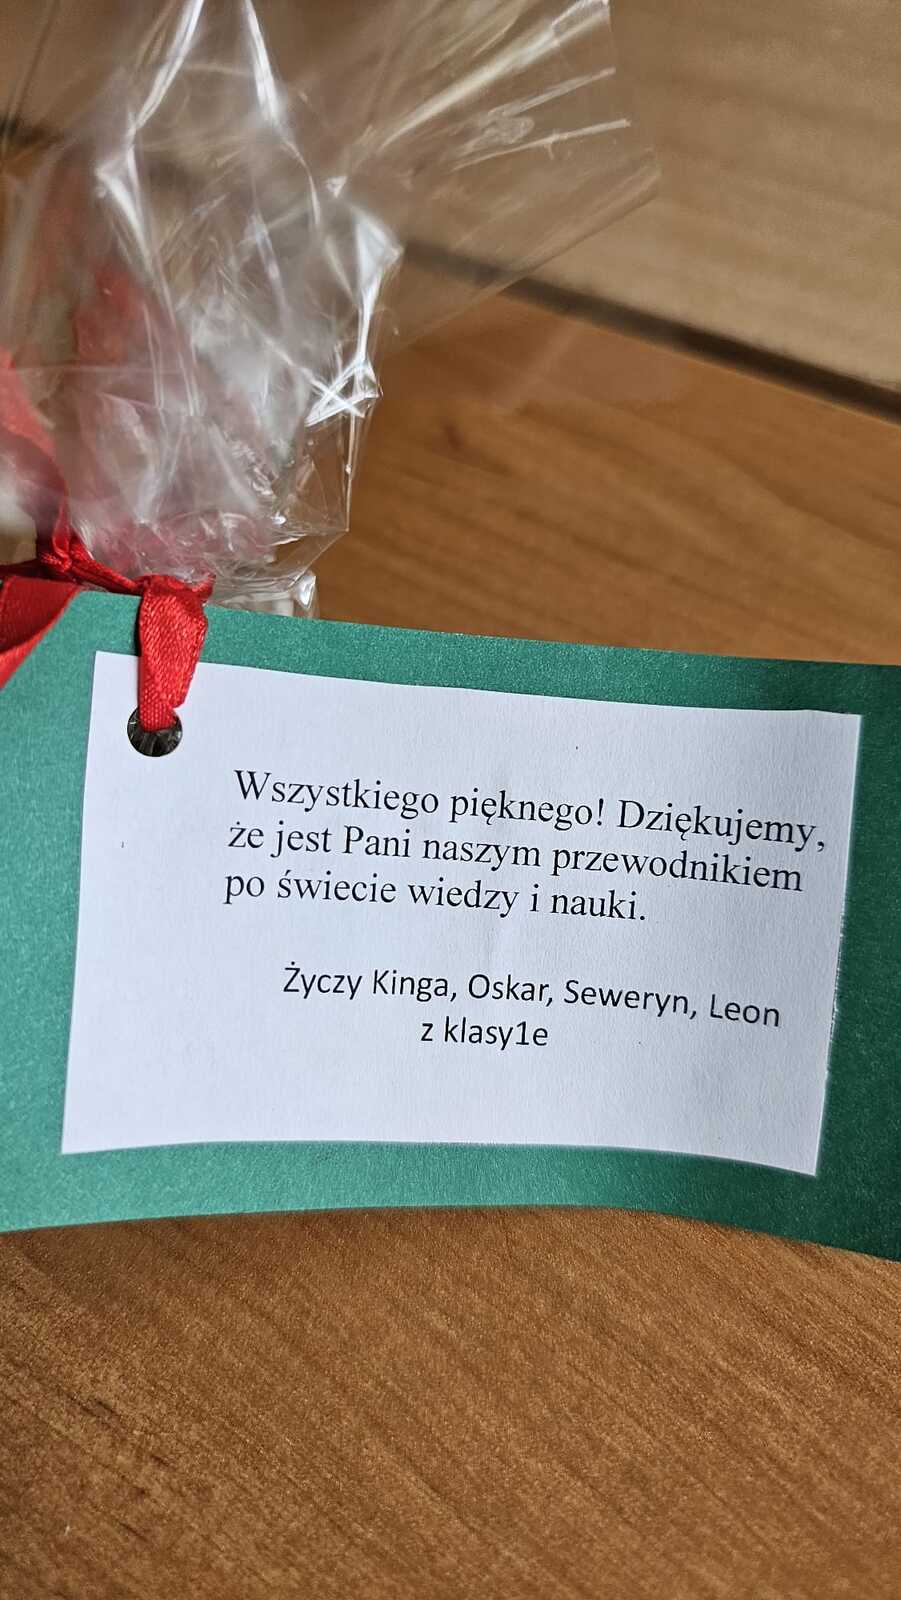 Wszystkiego pięknego! Dziękujemy,
że jest Pani naszym przewodnikiem
po świecie wiedzy i nauki.
Życzy Kinga, Oskar, Seweryn, Leon
z klasy1e